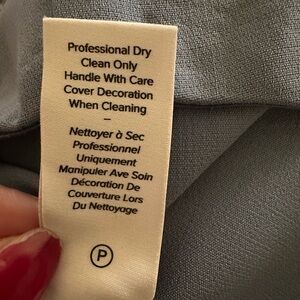 Professional Dry
Clean Only
Handle With Care
Cover Decoration
When Cleaning
–
Nettoyer à Sec
Professionnel
Uniquement
Manipuler Ave Soin
Décoration De
Couverture Lors
Du Nettoyage
P